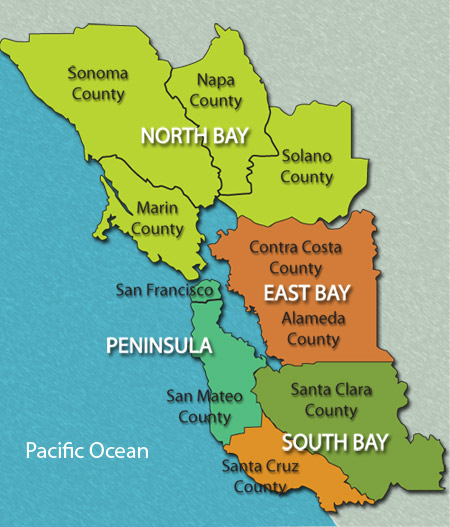 Sonoma
County
Napa
County
NORTH BAY
Solano
County
Marin
County
Contra Costa
County
San Francisco
EAST BAY
Alameda
County
PENINSULA
San Mateo
County
Santa Clara
County
SOUTH BAY
Pacific Ocean
Santa Cruz
County